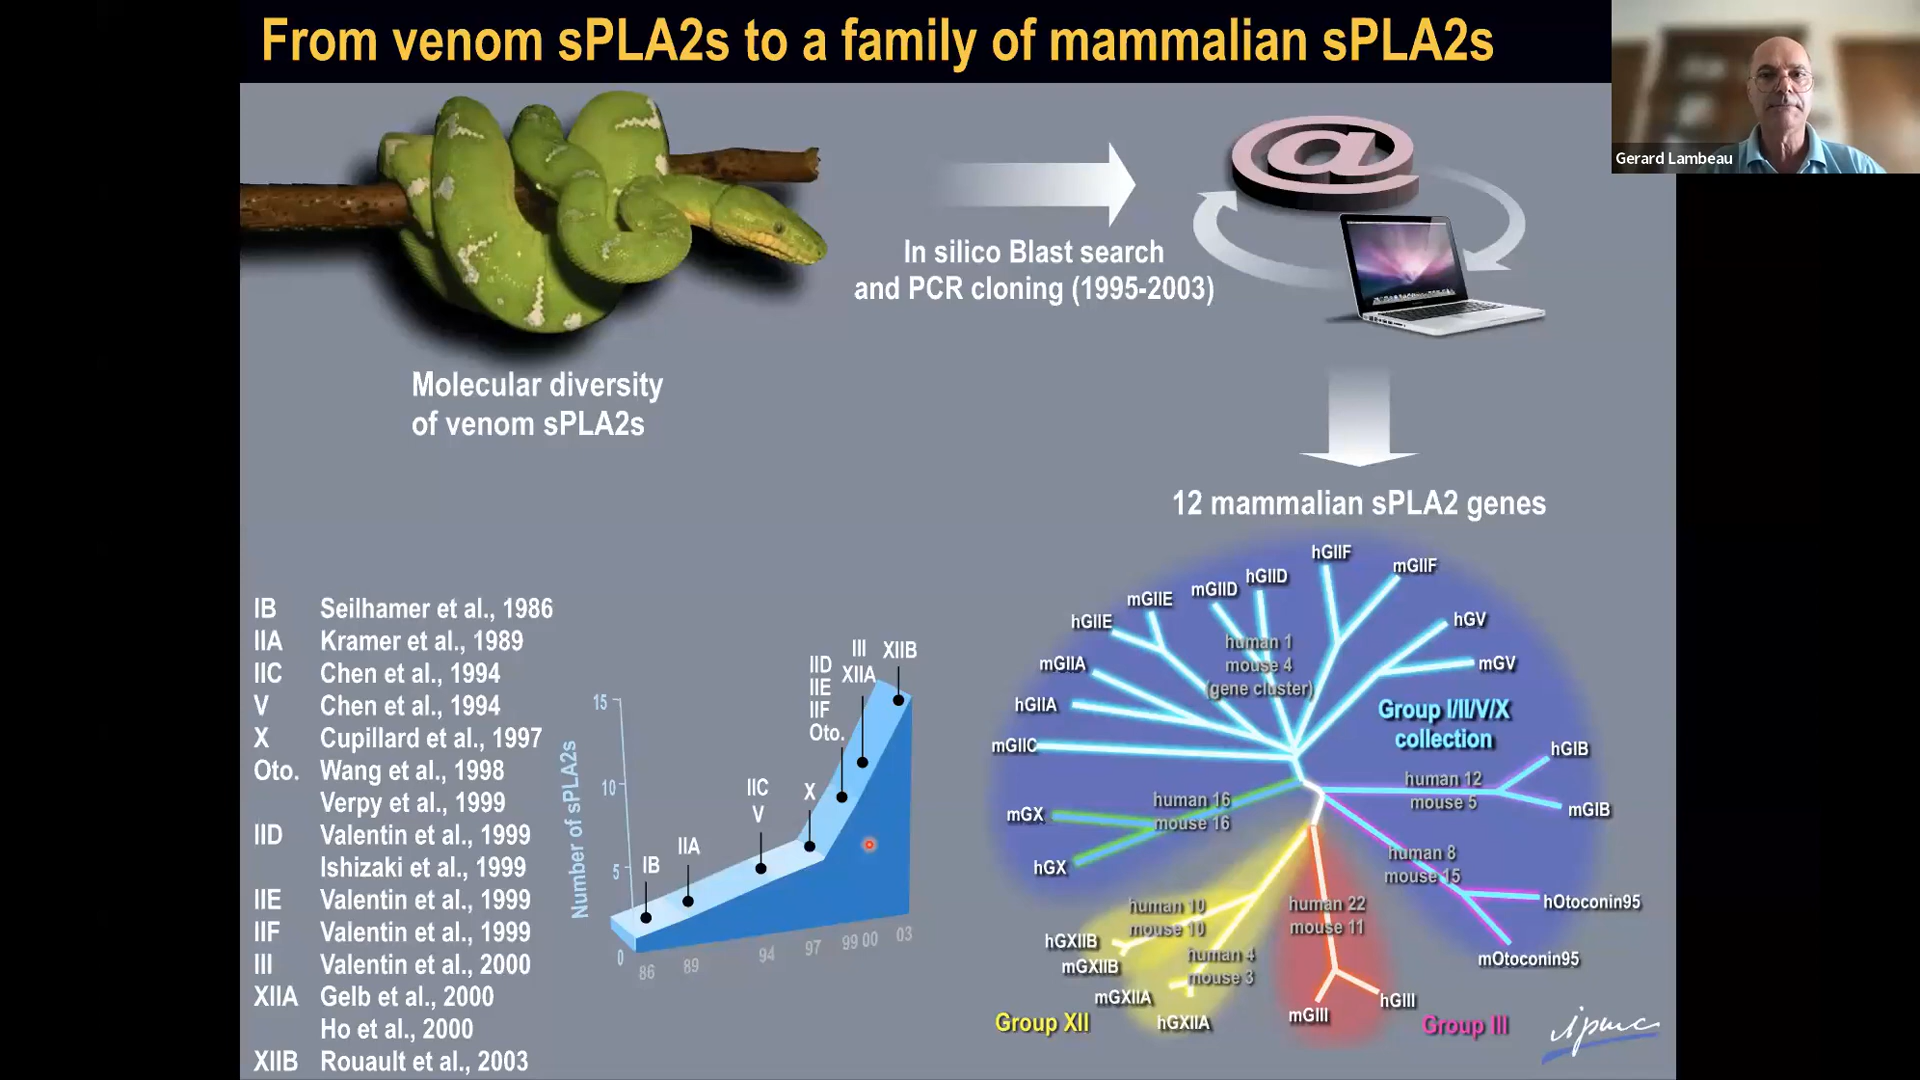 From venom sPLA2s to a family of mammalian sPLA2s
Gerard Lambeau
@
In silico Blast search
and PCR cloning (1995-2003)
Molecular diversity
of venom sPLA2s
12 mammalian sPLA2 genes
IB Seilhamer et al., 1986
IIA Kramer et al., 1989
IIC Chen et al., 1994
V Chen et al., 1994
X Cupillard et al., 1997
Oto. Wang et al., 1998
Verpy et al., 1999
IID Valentin et al., 1999
Ishizaki et al., 1999
IIE Valentin et al., 1999
IIF Valentin et al., 1999
III Valentin et al., 2000
XIIA Gelb et al., 2000
Ho et al., 2000
XIIB Rouault et al., 2003
Number of sPLA2s
15
10
5
0
86 89 94 97 99 00 03
IB
IIA
IIC
V
X
IID
IIE
IIF
Oto.
III
XIIA
XIIB
hGIIF
mGIIF
hGIID
mGIID
mGIIE
hGIIE
hGV
mGV
mGIIA
hGIIA
mGIIC
human 1
mouse 4
(gene cluster)
Group I/II/V/X
collection
hGIB
mGIB
human 12
mouse 5
mGX
hGX
human 16
mouse 16
human 8
mouse 15
hOtoconin95
mOtoconin95
human 10
mouse 10
hGXIIB
mGXIIB
human 4
mouse 3
mGXIIA
hGXIIA
human 22
mouse 11
mGIII
hGIII
Group XII
Group III
ipmc